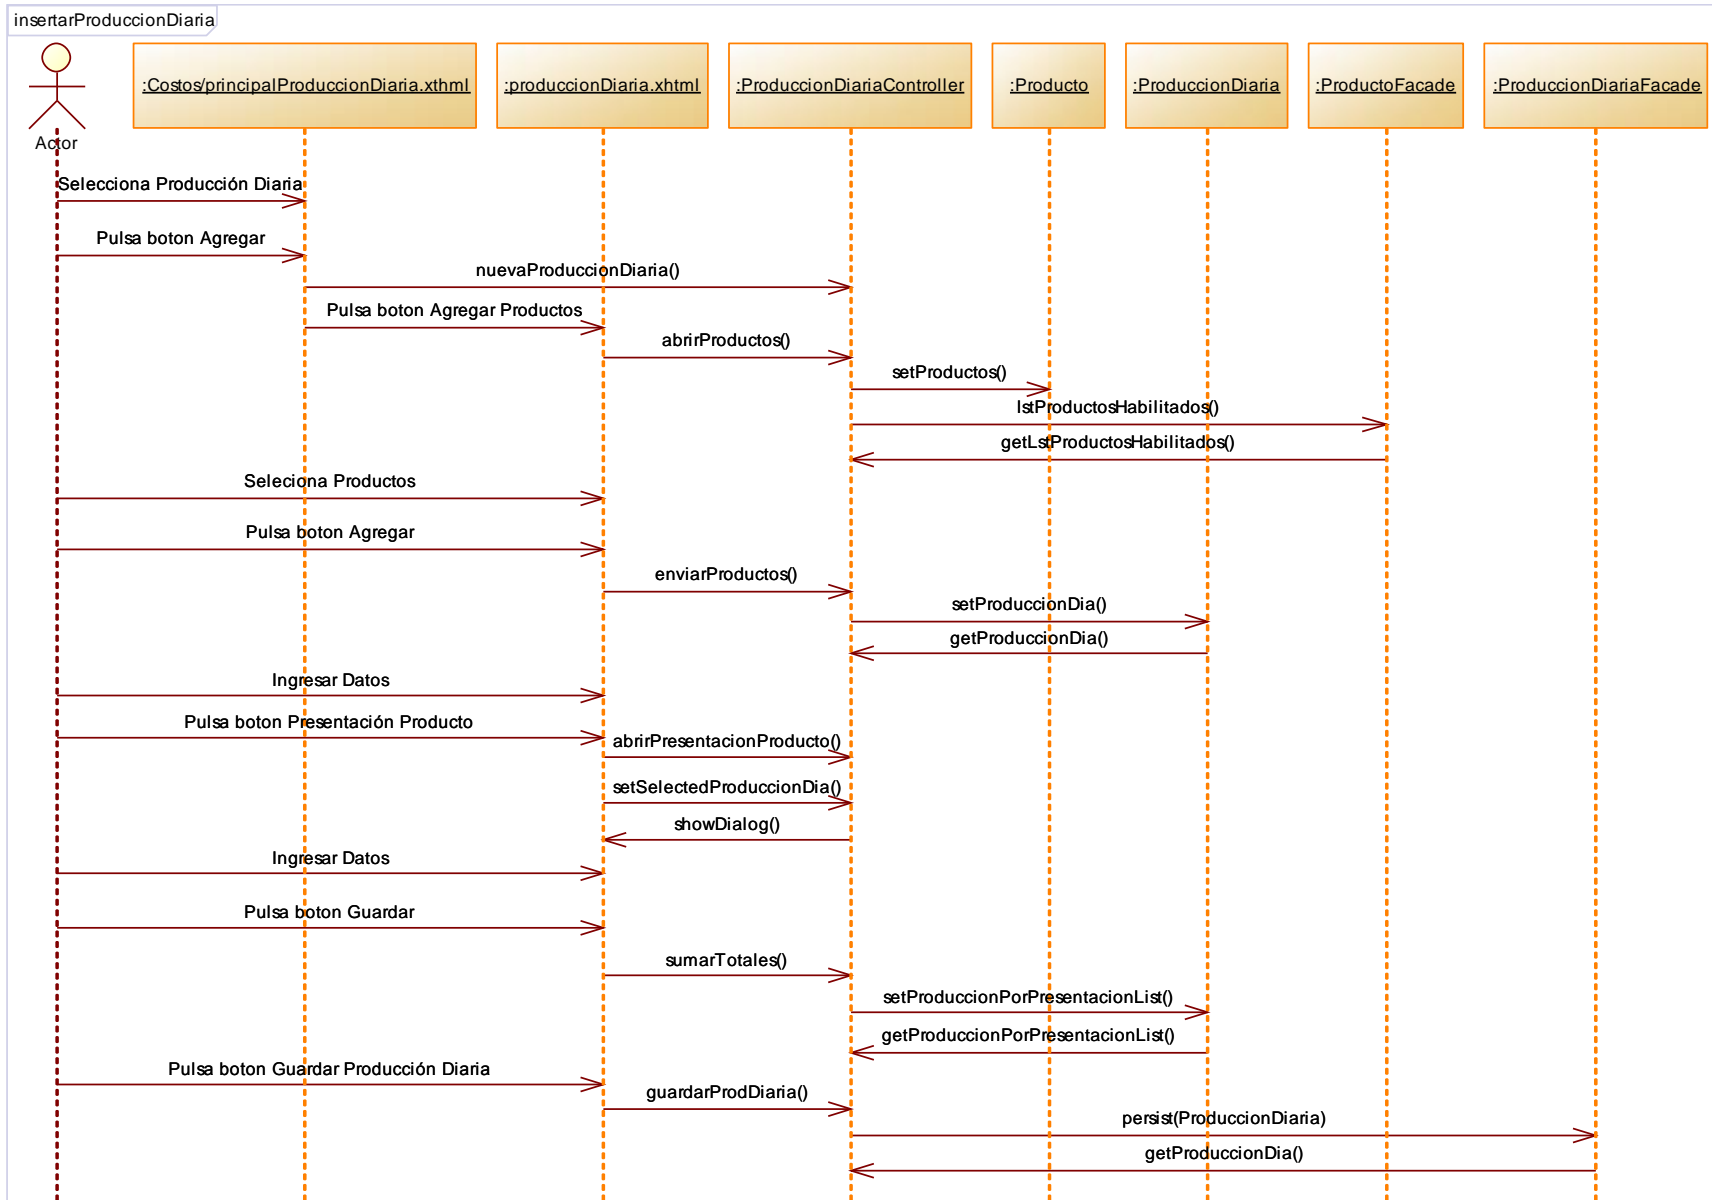 insertarProduccionDiaria
:Costos/principalProduccionDiaria.xthml
:produccionDiaria.xhtml
:ProduccionDiariaController
:Producto
:ProduccionDiaria
:ProductoFacade
:ProduccionDiariaFacade
Actor
Selecciona Producción Diaria
Pulsa boton Agregar
nuevaProduccionDiaria()
Pulsa boton Agregar Productos
abrirProductos()
setProductos()
lstProductosHabilitados()
getLstProductosHabilitados()
Seleciona Productos
Pulsa boton Agregar
enviarProductos()
setProduccionDia()
getProduccionDia()
Ingresar Datos
Pulsa boton Presentación Producto
abrirPresentacionProducto()
setSelectedProduccionDia()
showDialog()
Ingresar Datos
Pulsa boton Guardar
sumarTotales()
setProduccionPorPresentacionList()
getProduccionPorPresentacionList()
Pulsa boton Guardar Producción Diaria
guardarProdDiaria()
persist(ProduccionDiaria)
getProduccionDia()